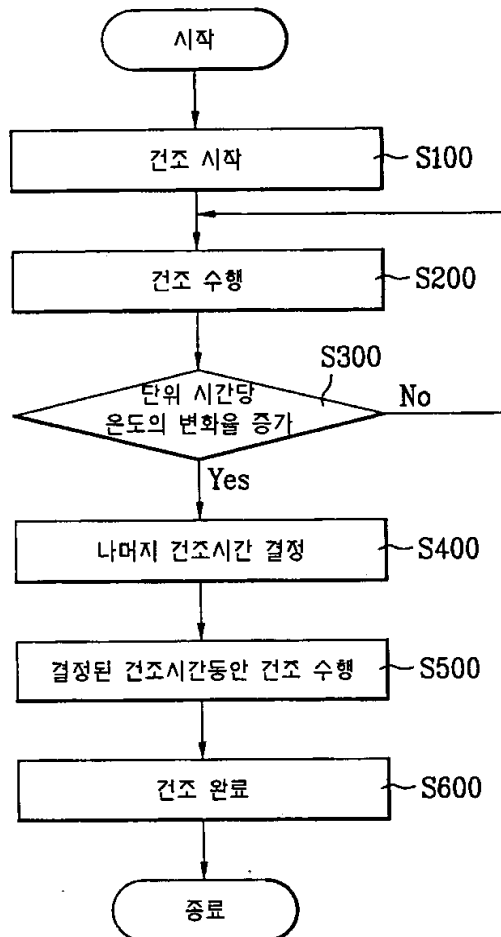 시작
건조 시작
S100
건조 수행
S200
S300
단위 시간당
온도의 변화율 증가
No
Yes
나머지 건조시간 결정
S400
결정된 건조시간동안 건조 수행
S500
건조 완료
S600
종료